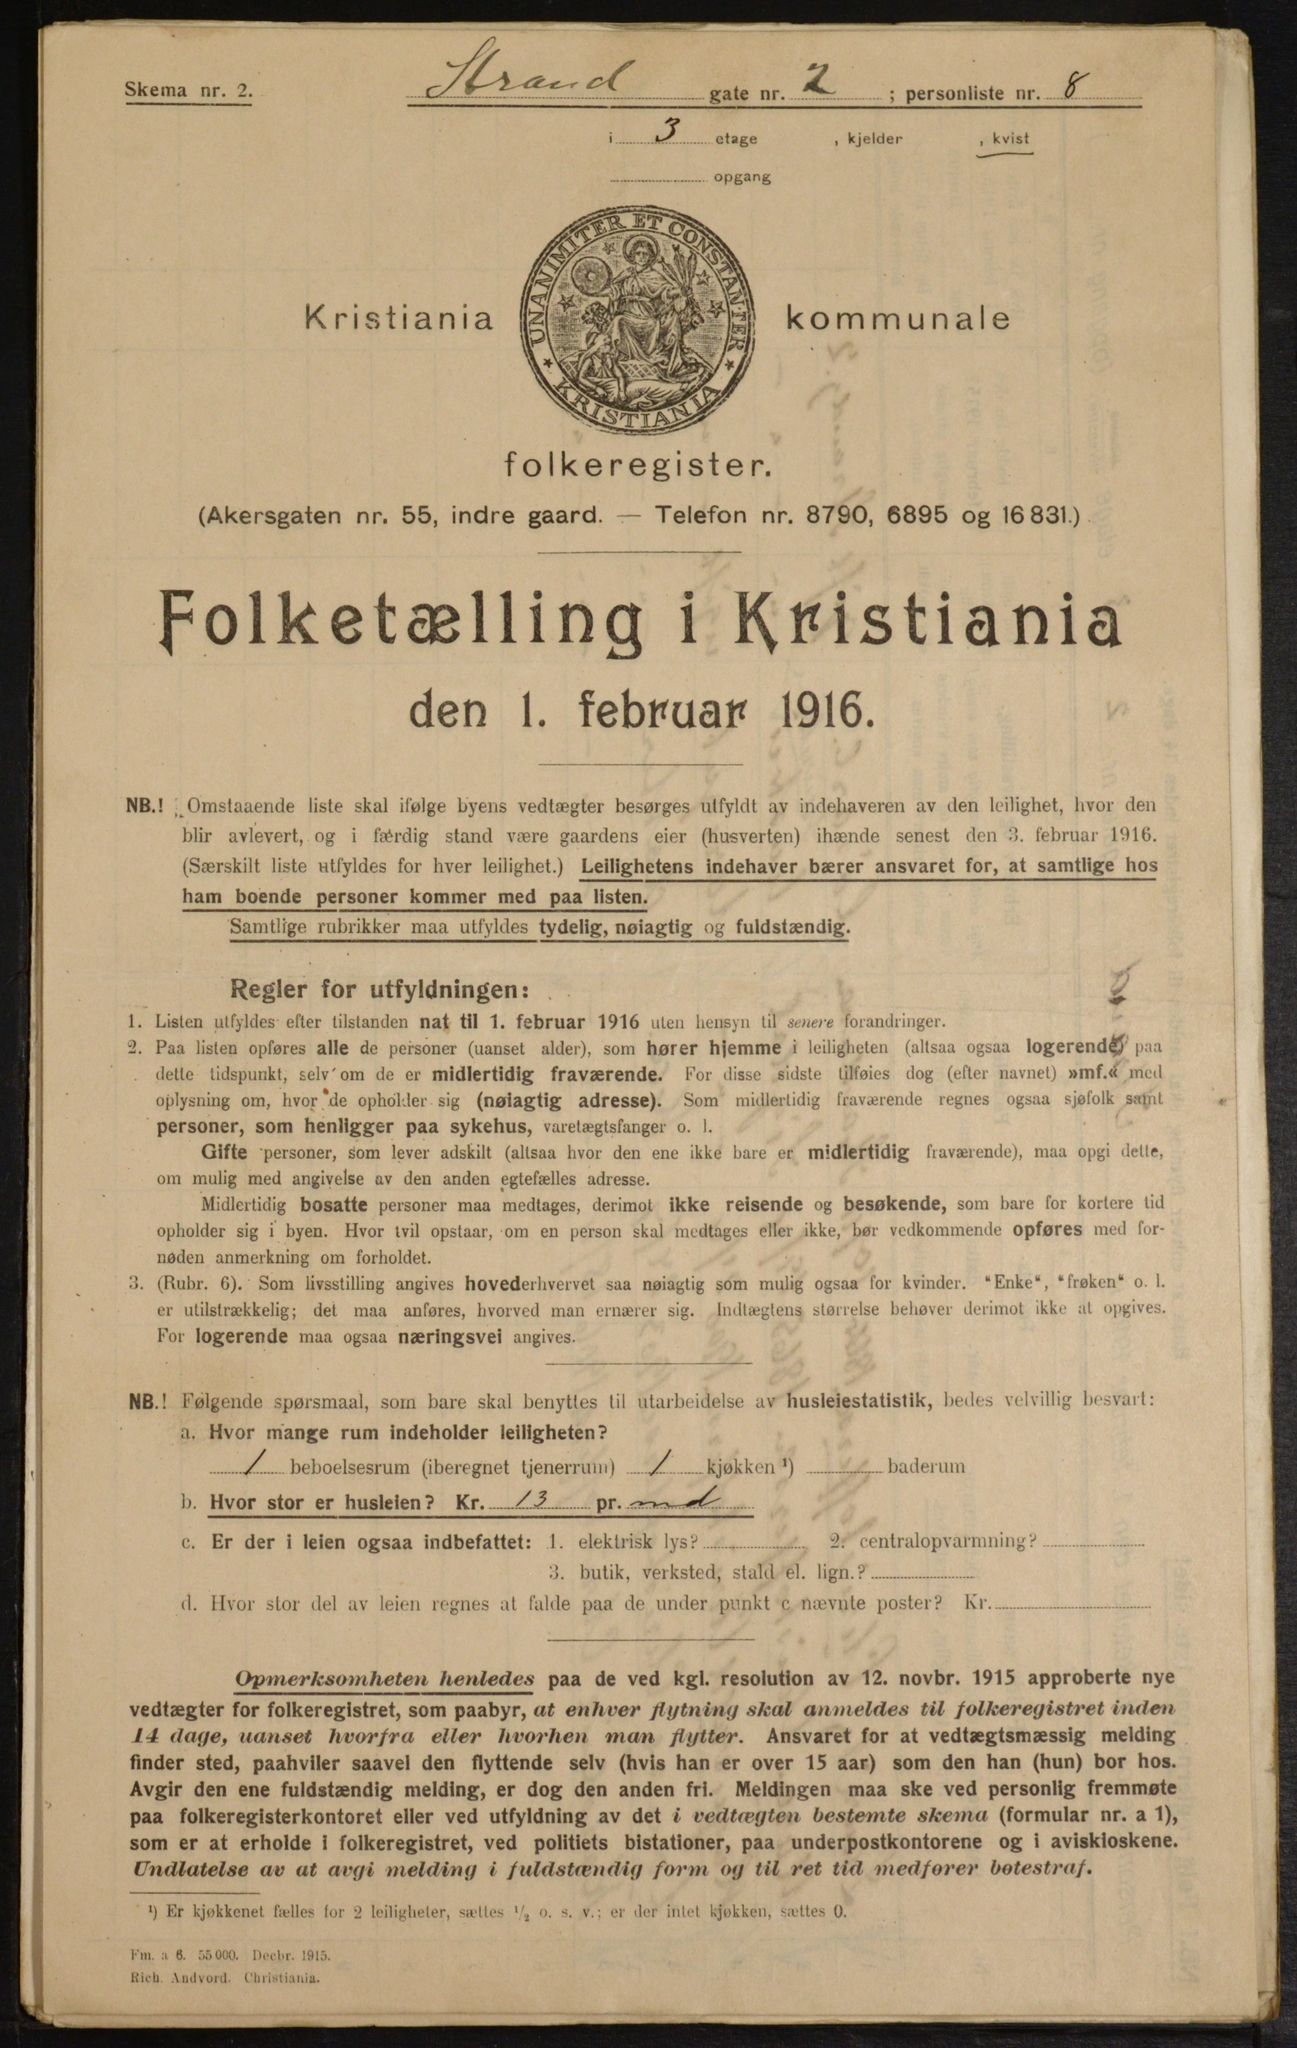 Skema nr. 2.
Strand gate nr. 2 ; personliste nr. 8
i 3 etage , kjelder , kvist
opgang
UNANIMITER ET CONSTANTER
KRISTIANIA
Kristiania kommunale
folkeregister.
(Akersgaten nr. 55, indre gaard. — Telefon nr. 8790, 6895 og 16831.)
Folketælling i Kristiania
den 1. februar 1916.
NB.! Omstaaende liste skal ifølge byens vedtægter besørges utfyldt av indehaveren av den leilighet, hvor den
blir avlevert, og i færdig stand være gaardens eier (husverten) ihænde senest den 3. februar 1916.
(Særskilt liste utfyldes for hver leilighet.) Leilighetens indehaver bærer ansvaret for, at samtlige hos
ham boende personer kommer med paa listen.
Samtlige rubrikker maa utfyldes tydelig, nøiagtig og fuldstændig.
Regler for utfyldningen:
1. Listen utfyldes efter tilstanden nat til 1. februar 1916 uten hensyn til senere forandringer.
2. Paa listen opføres alle de personer (uanset alder), som hører hjemme i leiligheten (altsaa ogsaa logerende) paa
dette tidspunkt, selv om de er midlertidig fraværende. For disse sidste tilføies dog (efter navnet) »mf.« med
oplysning om, hvor de opholder sig (nøiagtig adresse). Som midlertidig fraværende regnes ogsaa sjøfolk samt
personer, som henligger paa sykehus, varetægtsfanger o. l.
Gifte personer, som lever adskilt (altsaa hvor den ene ikke bare er midlertidig fraværende), maa opgi dette,
om mulig med angivelse av den anden egtefælles adresse.
Midlertidig bosatte personer maa medtages, derimot ikke reisende og besøkende, som bare for kortere tid
opholder sig i byen. Hvor tvil opstaar, om en person skal medtages eller ikke, bør vedkommende opføres med for-
nøden anmerkning om forholdet.
3. (Rubr. 6). Som livsstilling angives hovederhvervet saa nøiagtig som mulig ogsaa for kvinder. "Enke", "frøken" o. l.
er utilstrækkelig; det maa anføres, hvorved man ernærer sig. Indtægtens størrelse behøver derimot ikke at opgives.
For logerende maa ogsaa næringsvei angives.
NB.! Følgende spørsmaal, som bare skal benyttes til utarbeidelse av husleiestatistik, bedes velvillig besvart:
a. Hvor mange rum indeholder leiligheten?
1 beboelsesrum (iberegnet tjenerrum) 1 kjøkken ¹) baderum
b. Hvor stor er husleien? Kr. 13 pr. md
c. Er der i leien ogsaa indbefattet: 1. elektrisk lys? 2. centralopvarmning?
3. butik, verksted, stald el. lign.?
d. Hvor stor del av leien regnes at falde paa de under punkt c nævnte poster? Kr.
Opmerksomheten henledes paa de ved kgl. resolution av 12. novbr. 1915 approberte nye
vedtægter for folkeregistret, som paabyr, at enhver flytning skal anmeldes til folkeregistret inden
14 dage, uanset hvorfra eller hvorhen man flytter. Ansvaret for at vedtægtsmæssig melding
finder sted, paahviler saavel den flyttende selv (hvis han er over 15 aar) som den han (hun) bor hos.
Avgir den ene fuldstændig melding, er dog den anden fri. Meldingen maa ske ved personlig fremmøte
paa folkeregisterkontoret eller ved utfyldning av det i vedtægten bestemte skema (formular nr. a 1),
som er at erholde i folkeregistret, ved politiets bistationer, paa underpostkontorene og i aviskioskene.
Undlatelse av at avgi melding i fuldstændig form og til ret tid medfører bøtestraf.
¹) Er kjøkkenet fælles for 2 leiligheter, sættes ¹/₂ o. s. v.; er der intet kjøkken, sættes 0.
Fm. a 6. 55000. Decbr. 1915.
Rich. Andvord. Christiania.